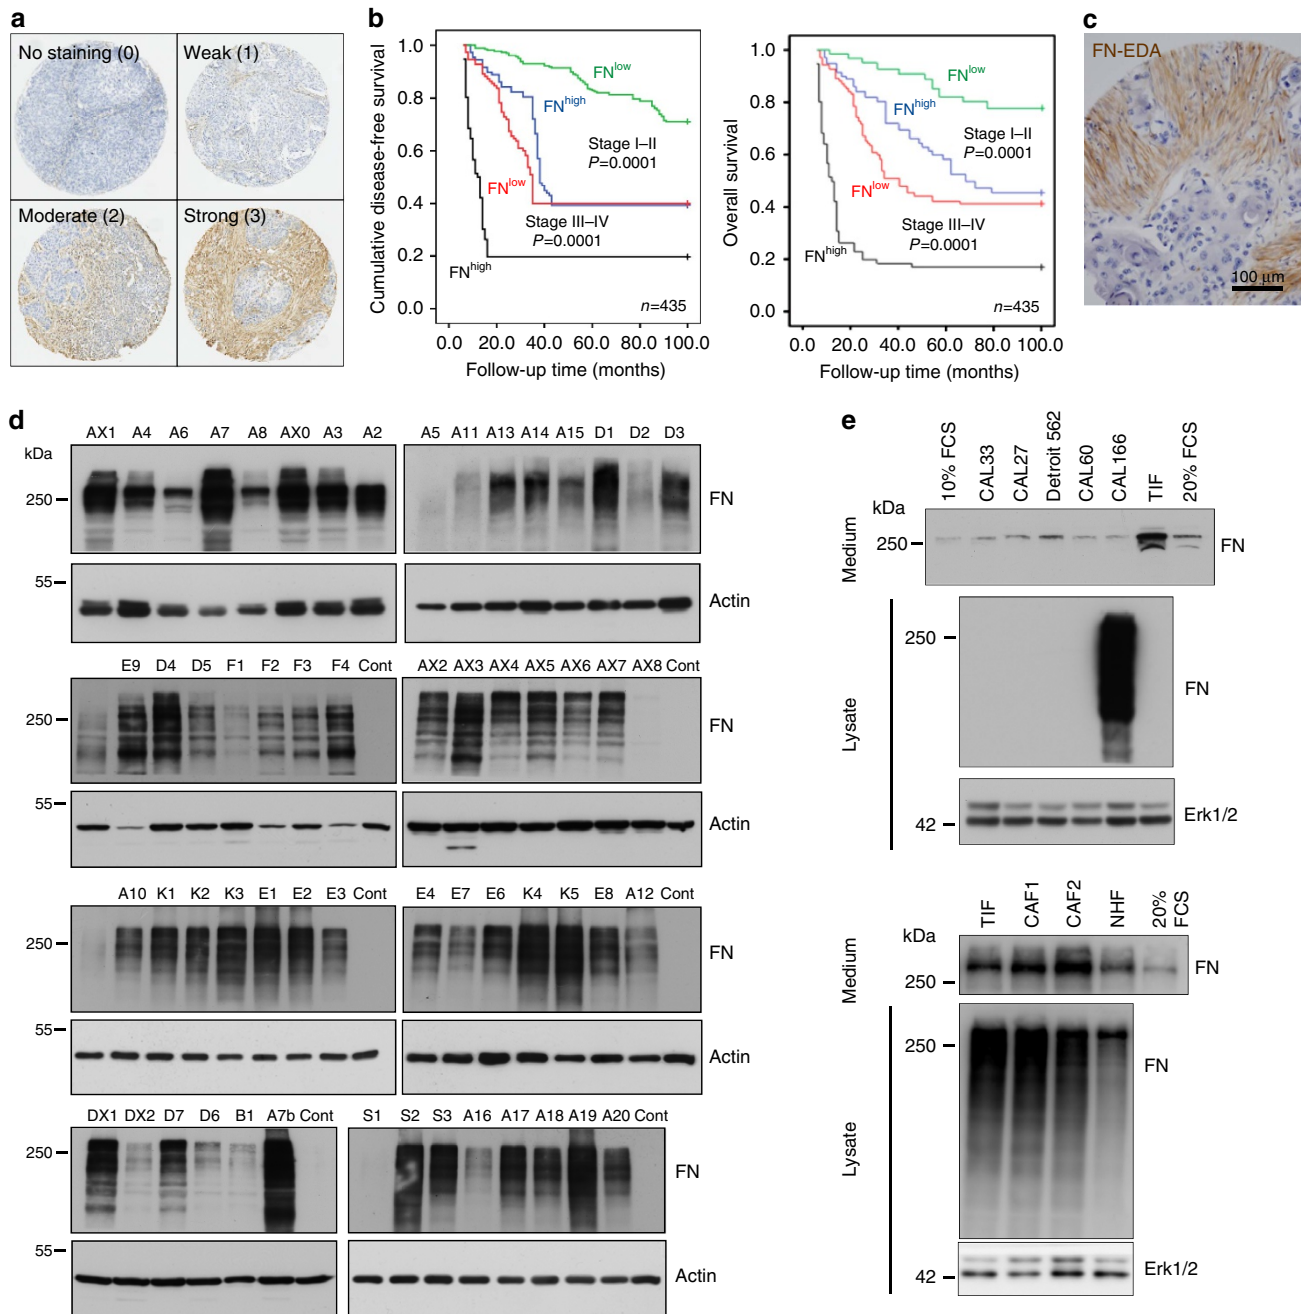 a
No staining (0)
Weak (1)
Moderate (2)
Strong (3)
b
Cumulative disease-free survival
1.0
0.8
0.6
0.4
0.2
0.0
FNlow
FNhigh
Stage I–II
P=0.0001
FNlow
Stage III–IV
P=0.0001
FNhigh
n=435
0.0 20.0 40.0 60.0 80.0 100.0
Follow-up time (months)
Overall survival
1.0
0.8
0.6
0.4
0.2
0.0
FNlow
FNhigh
Stage I–II
P=0.0001
FNlow
Stage III–IV
P=0.0001
FNhigh
n=435
0.0 20.0 40.0 60.0 80.0 100.0
Follow-up time (months)
c
FN-EDA
100 µm
d
AX1 A4 A6 A7 A8 AX0 A3 A2
A5 A11 A13 A14 A15 D1 D2 D3
kDa
250
FN
55
Actin
E9 D4 D5 F1 F2 F3 F4 Cont
AX2 AX3 AX4 AX5 AX6 AX7 AX8 Cont
250
FN
55
Actin
A10 K1 K2 K3 E1 E2 E3 Cont
E4 E7 E6 K4 K5 E8 A12 Cont
250
FN
55
Actin
DX1 DX2 D7 D6 B1 A7b Cont
S1 S2 S3 A16 A17 A18 A19 A20 Cont
250
FN
55
Actin
e
10% FCS
CAL33
CAL27
Detroit 562
CAL60
CAL166
TIF
20% FCS
kDa
Medium
250
FN
Lysate
250
FN
42
Erk1/2
TIF
CAF1
CAF2
NHF
20% FCS
kDa
Medium
250
FN
Lysate
250
FN
42
Erk1/2